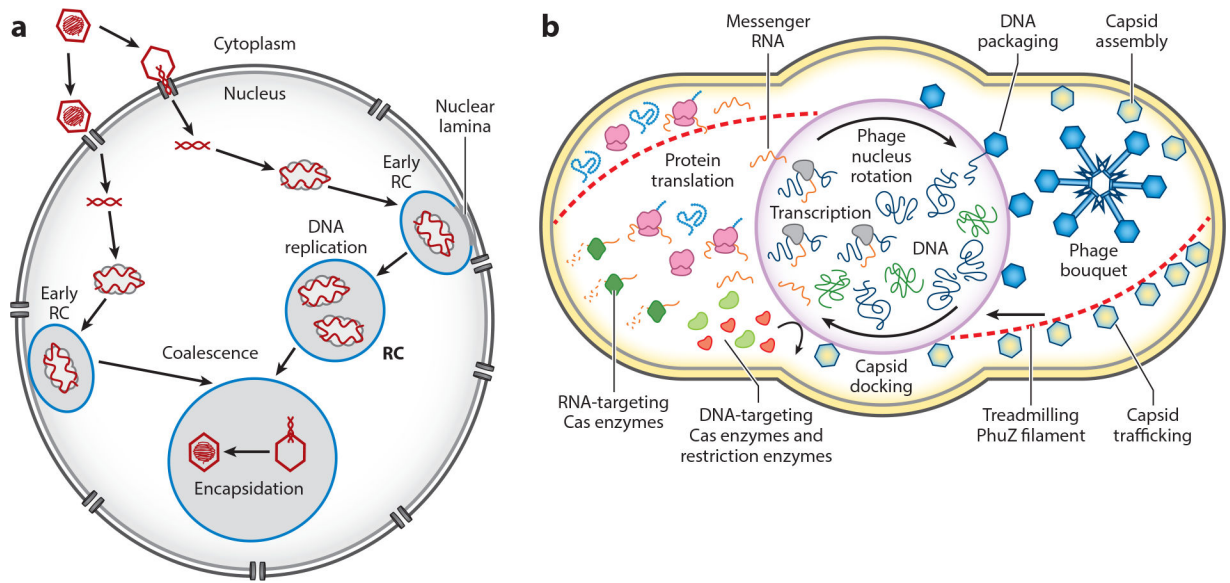 a
Cytoplasm
Nucleus
Nuclear
lamina
Early
RC
DNA
replication
Early
RC
Coalescence
RC
Encapsidation
b
Messenger
RNA
DNA
packaging
Capsid
assembly
Protein
translation
Phage
nucleus
rotation
Transcription
DNA
Phage
bouquet
Capsid
docking
RNA-targeting
Cas enzymes
DNA-targeting
Cas enzymes and
restriction enzymes
Treadmilling
PhuZ filament
Capsid
trafficking